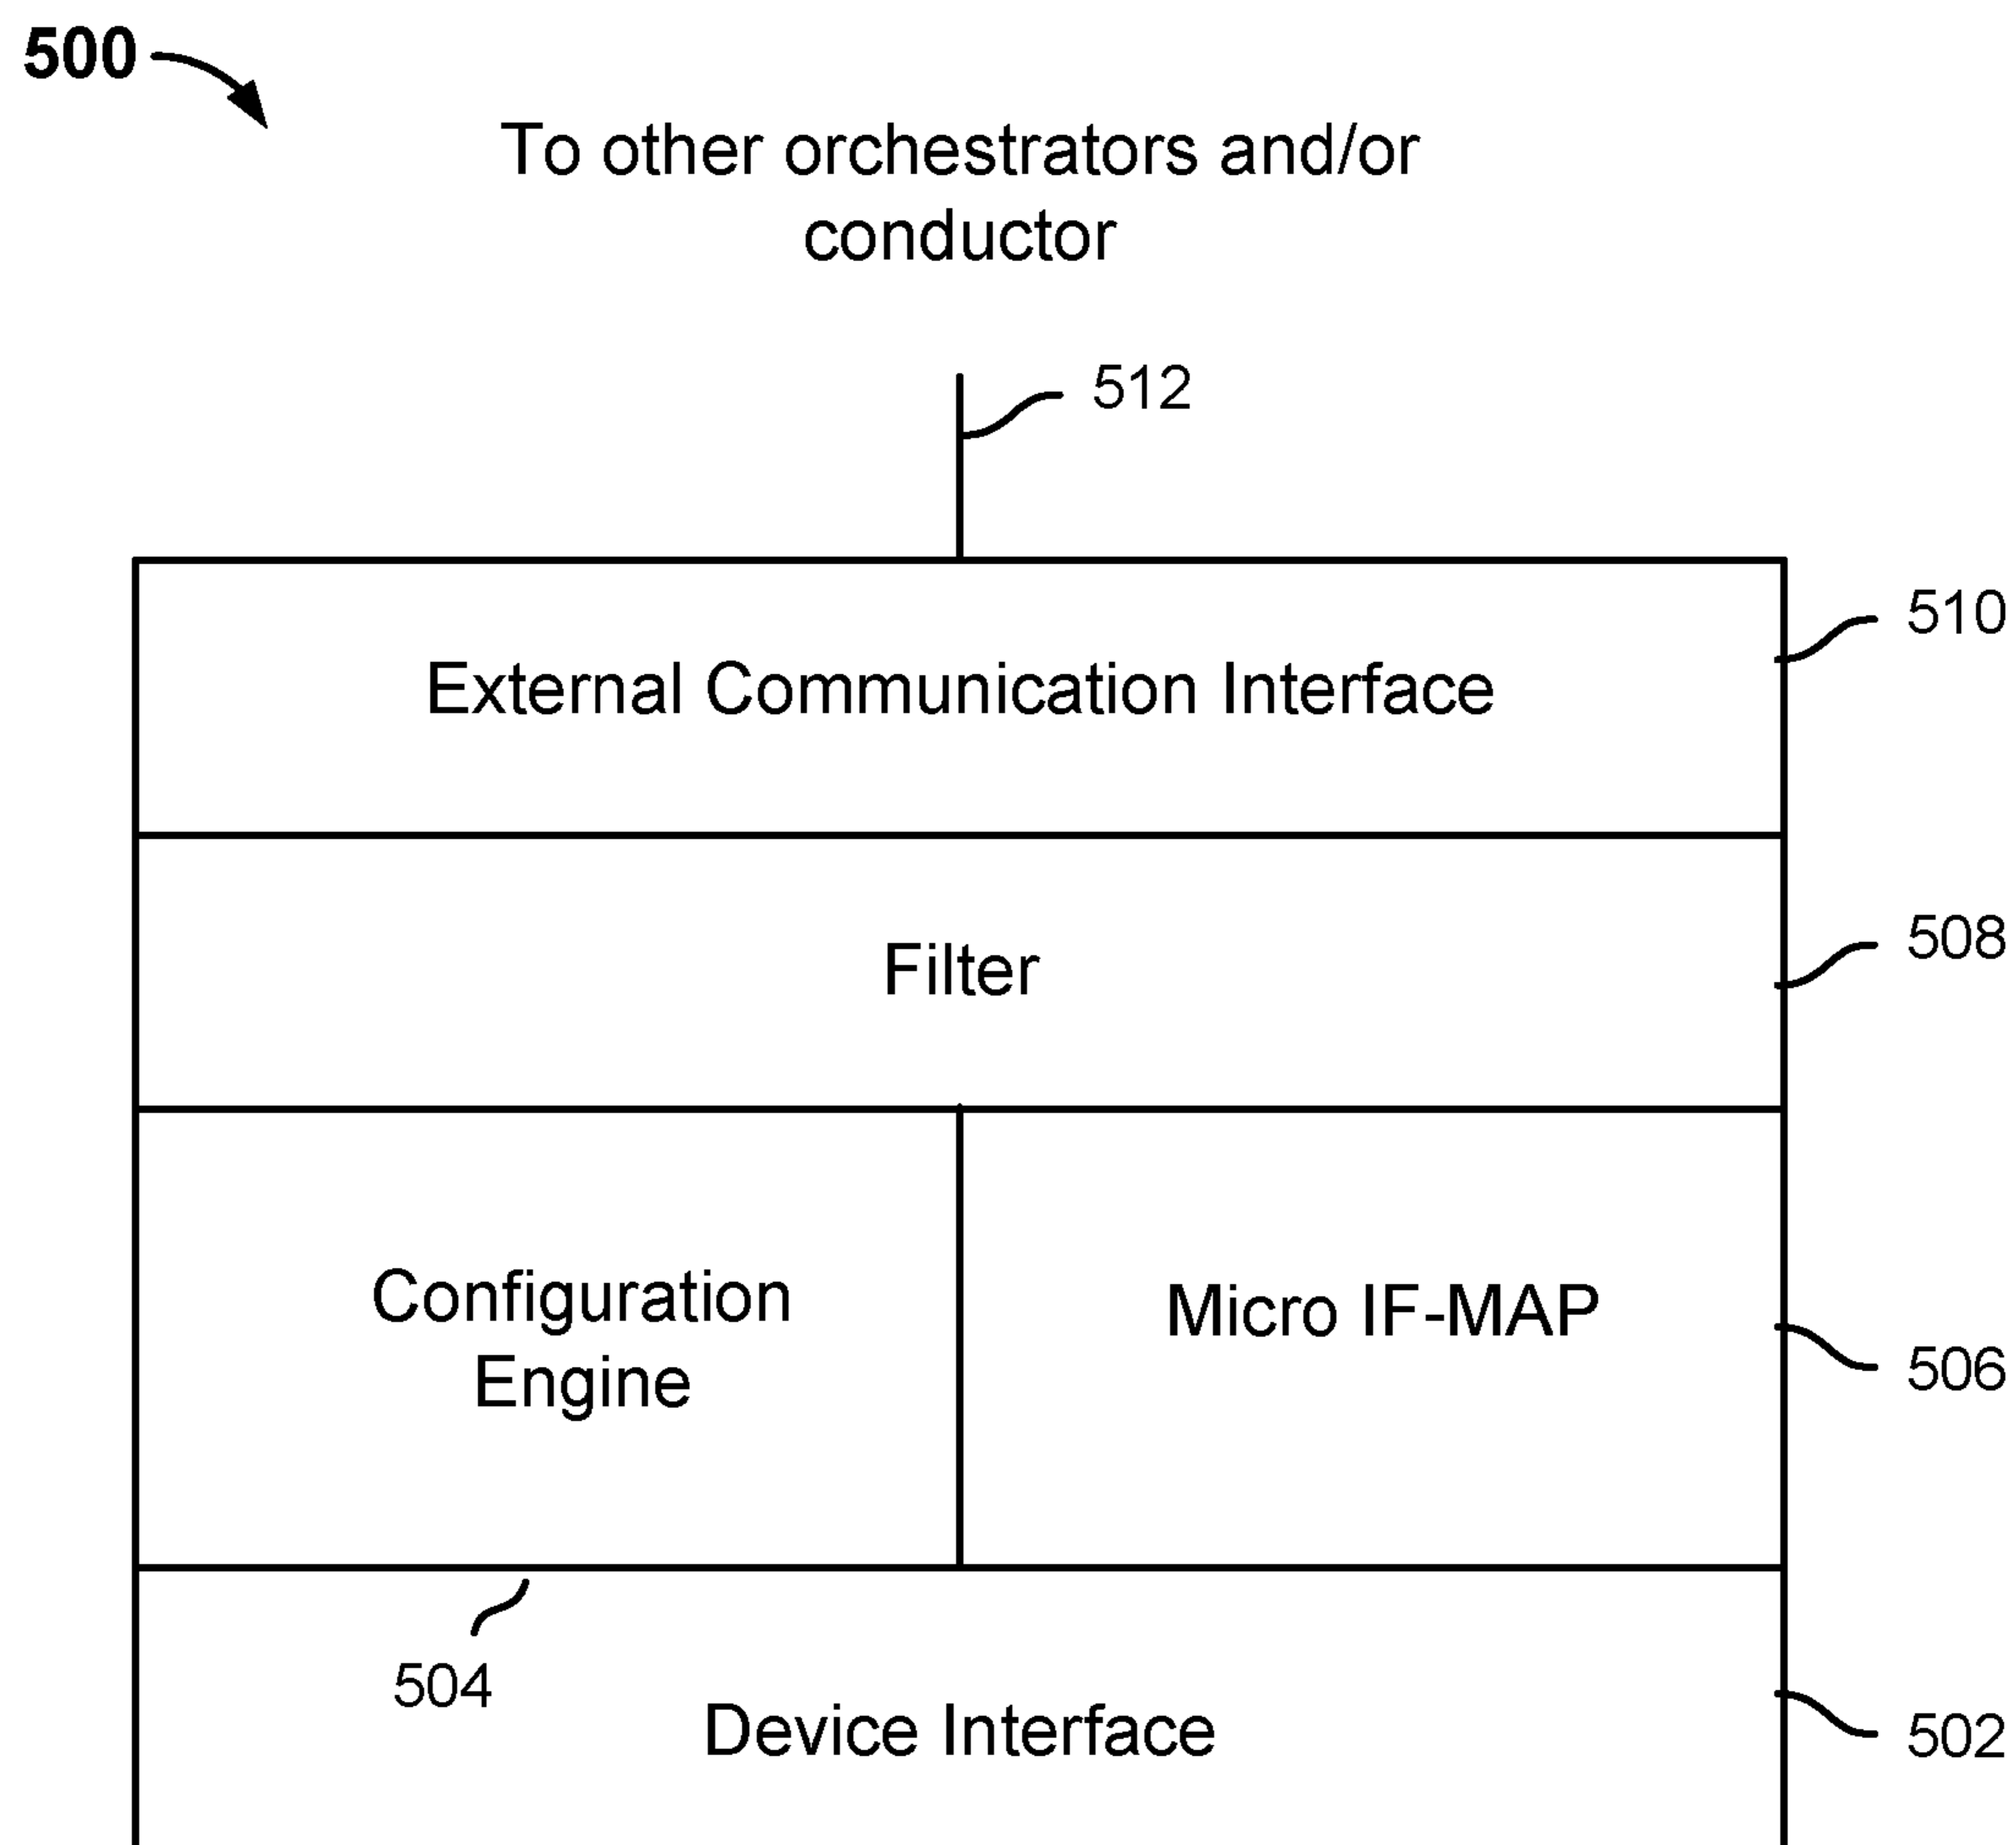 500
To other orchestrators and/or
conductor
512
External Communication Interface
510
Filter
508
Configuration
Engine
Micro IF-MAP
506
504
Device Interface
502